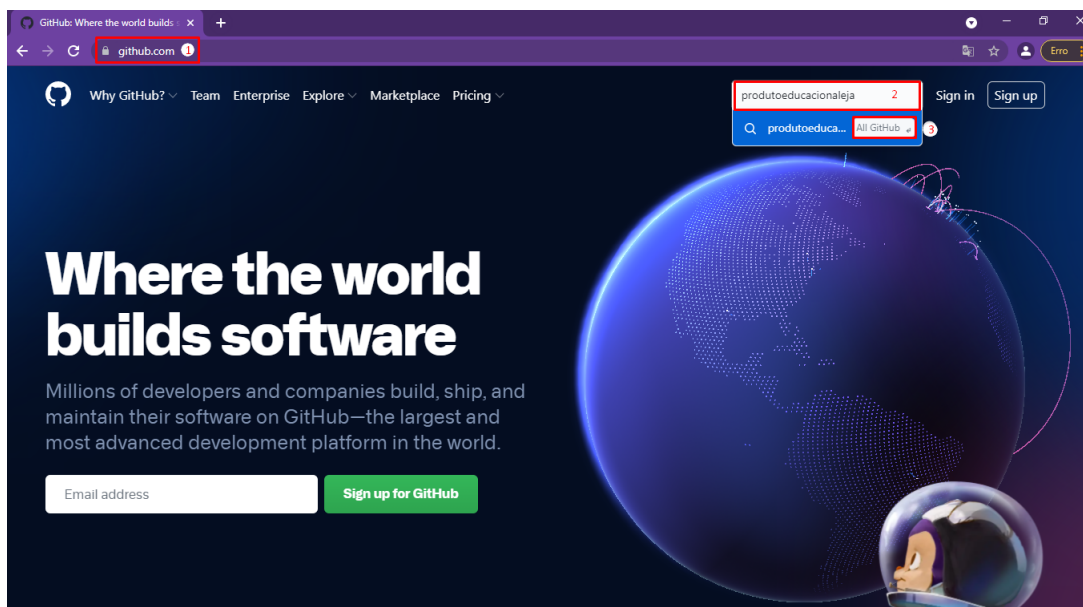 GitHub: Where the world builds s
github.com 1
Erro
Why GitHub? Team Enterprise Explore Marketplace Pricing
produtoeducacionaleja 2
Sign in Sign up
produtoeduca... All GitHub 3
Where the world
builds software
Millions of developers and companies build, ship, and
maintain their software on GitHub—the largest and
most advanced development platform in the world.
Email address
Sign up for GitHub